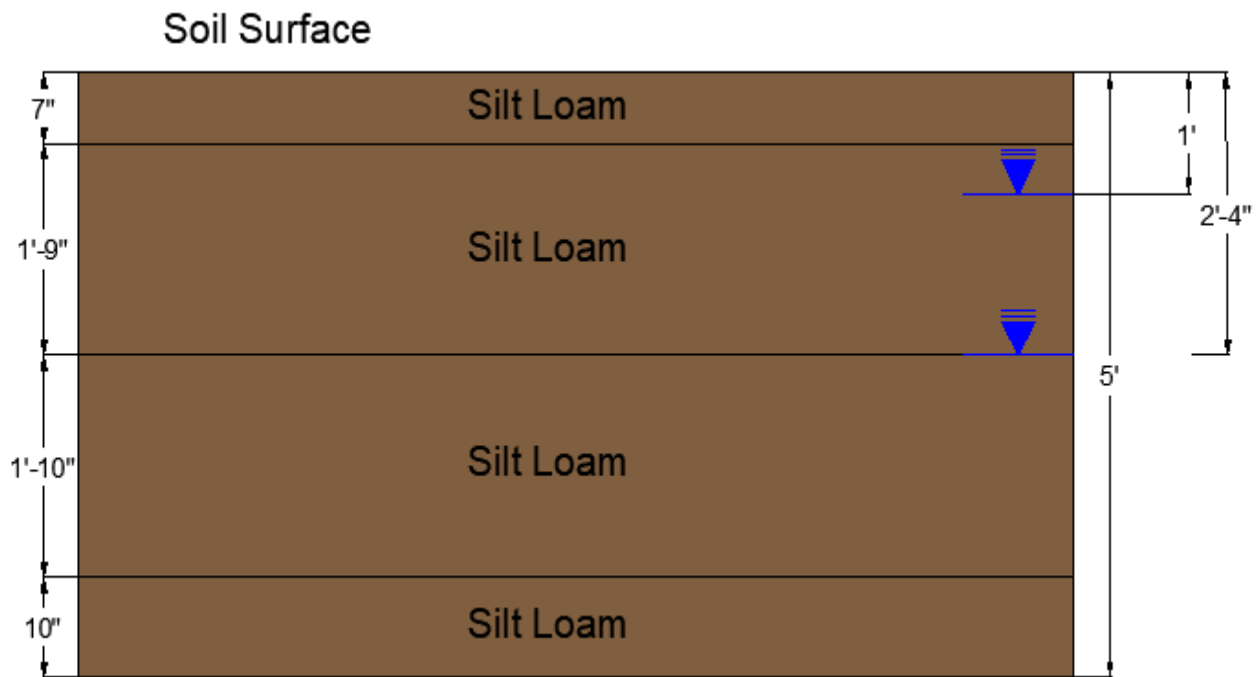 Soil Surface
7"
Silt Loam
1'
2'-4"
1'-9"
Silt Loam
5'
1'-10"
Silt Loam
10"
Silt Loam